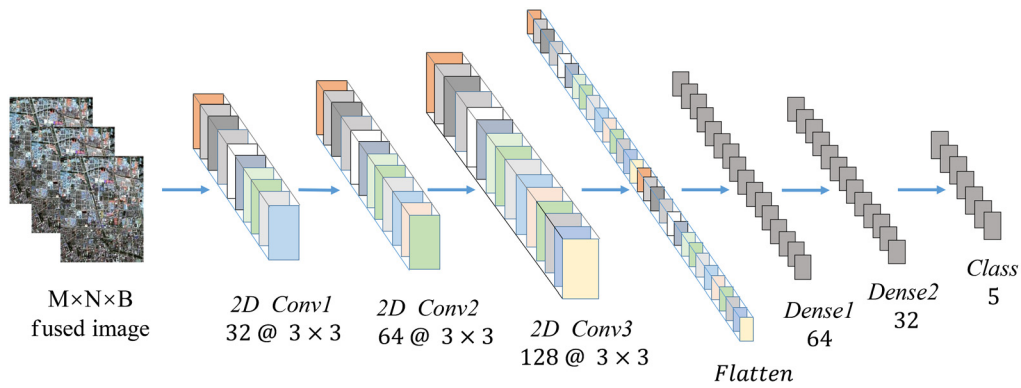 M×N×B
fused image
2D Conv1
32 @ 3 × 3
2D Conv2
64 @ 3 × 3
2D Conv3
128 @ 3 × 3
Flatten
Dense1
64
Dense2
32
Class
5